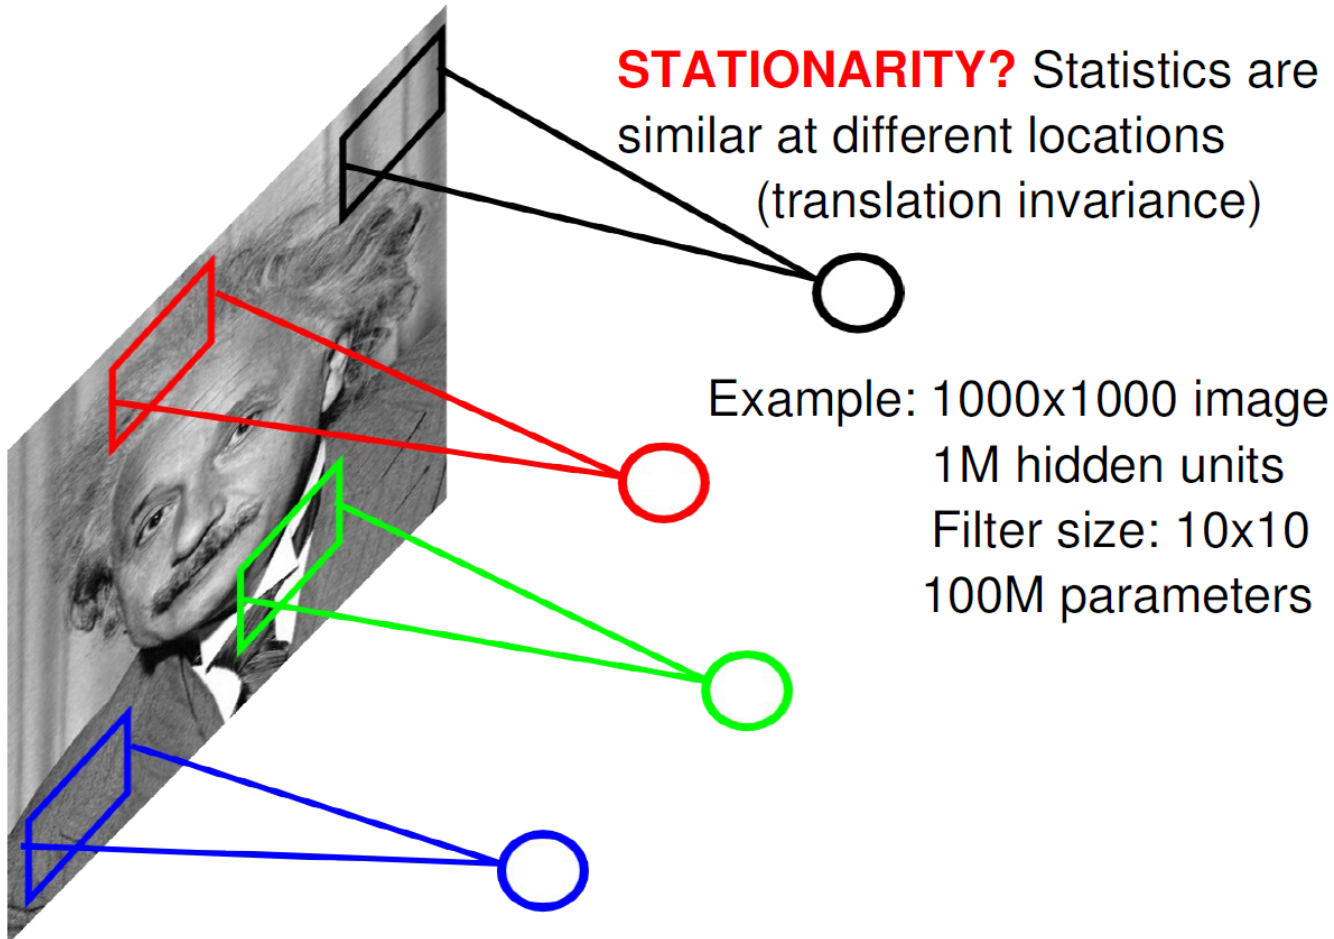 STATIONARITY? Statistics are
similar at different locations
(translation invariance)
Example: 1000x1000 image
1M hidden units
Filter size: 10x10
100M parameters